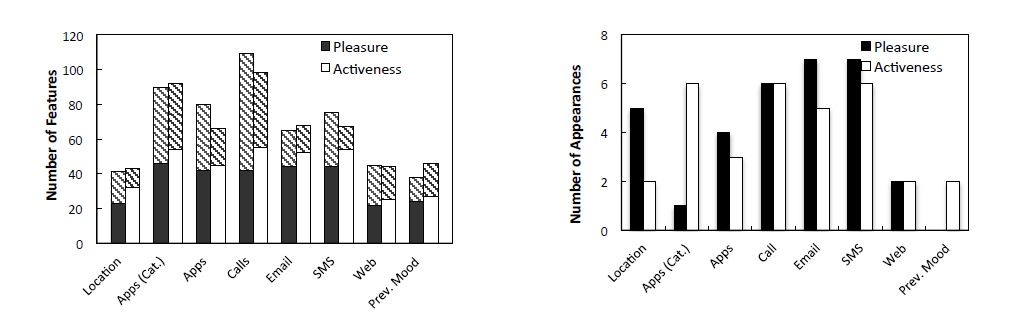 Number of Features
120
100
80
60
40
20
0
Pleasure
Activeness
Location
Apps (Cat.)
Apps
Calls
Email
SMS
Web
Prev. Mood
Number of Appearances
8
6
4
2
0
Pleasure
Activeness
Location
Apps (Cat.)
Apps
Call
Email
SMS
Web
Prev. Mood